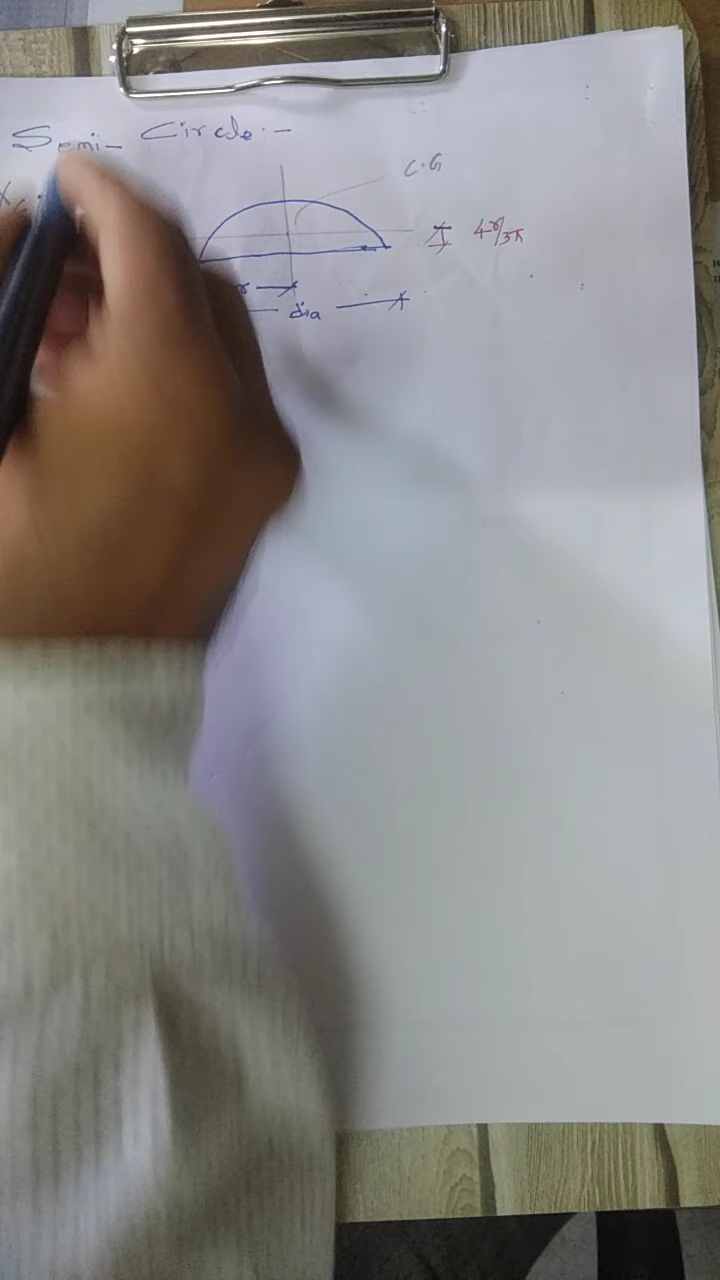 Semi- Circle :-
C.G
4r/3π
r
dia